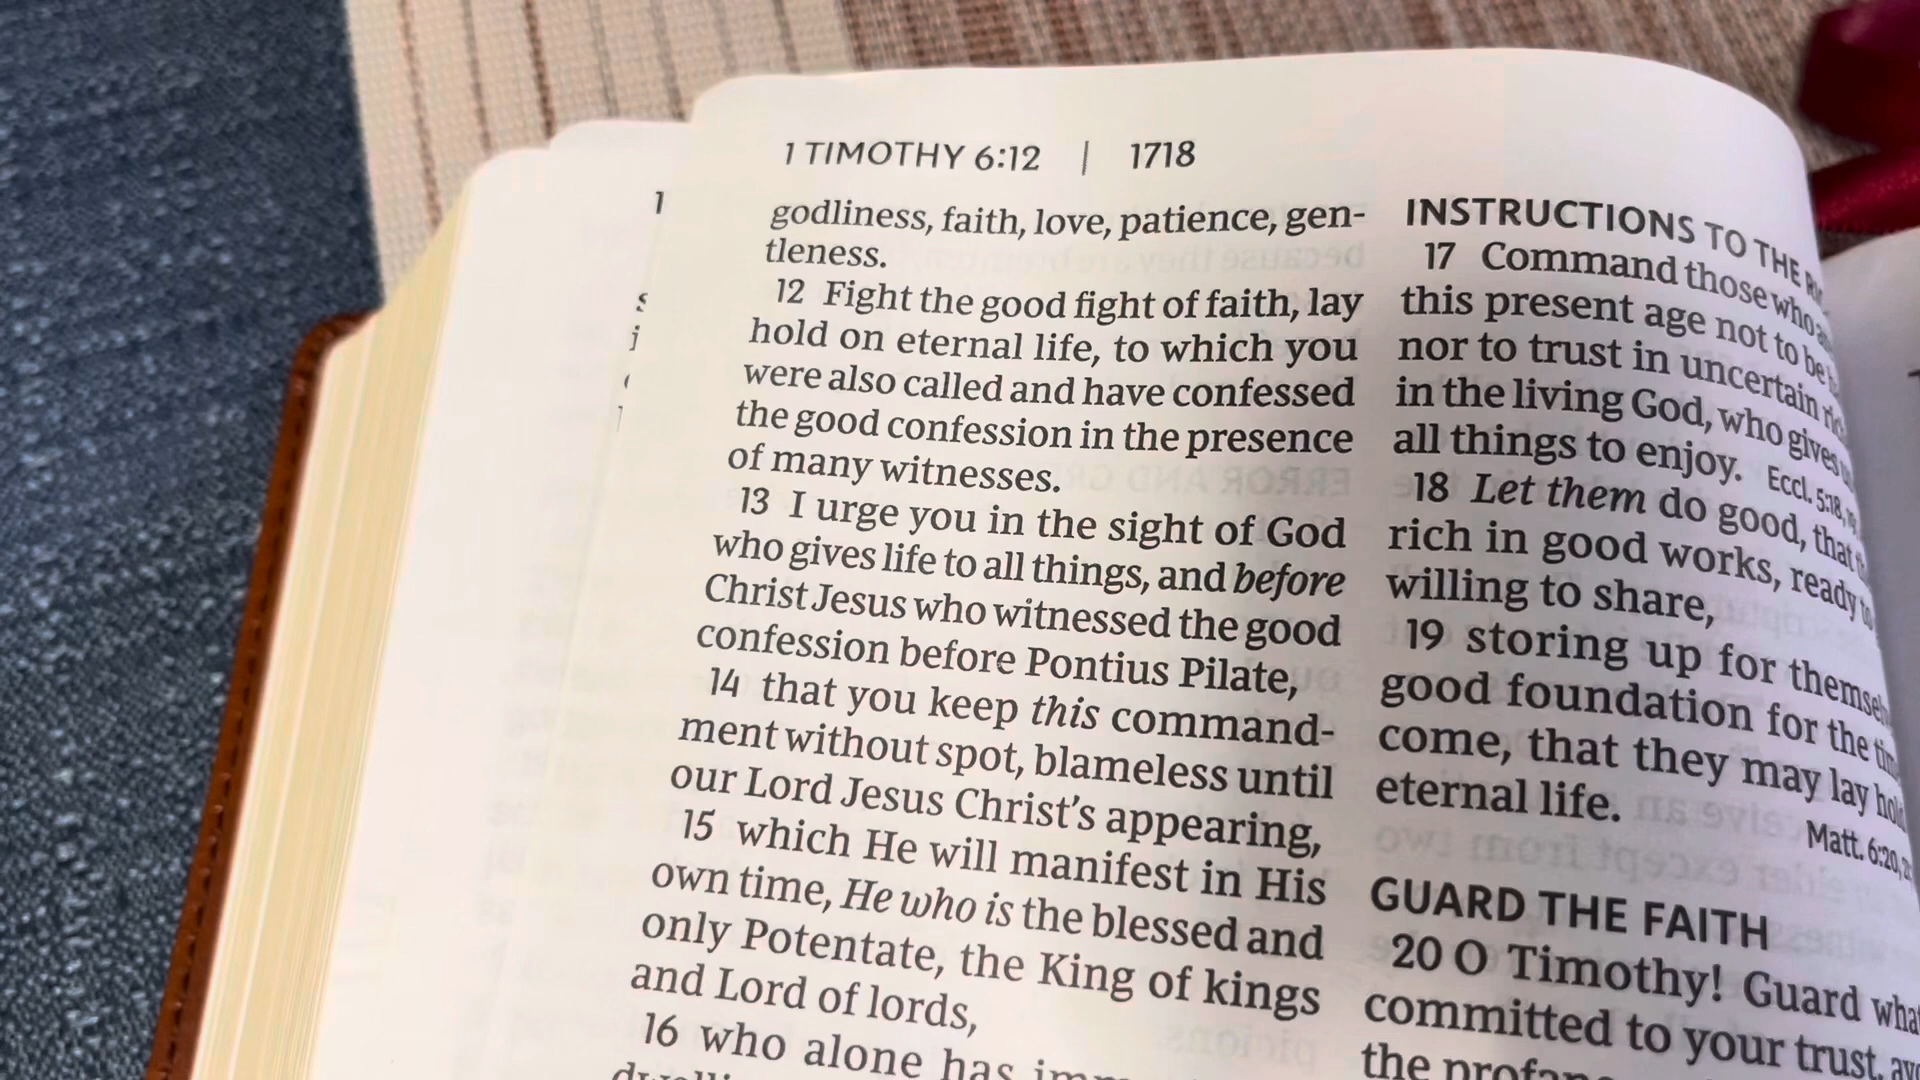 1 TIMOTHY 6:12 | 1718
godliness, faith, love, patience, gen-
tleness.
12 Fight the good fight of faith, lay
hold on eternal life, to which you
were also called and have confessed
the good confession in the presence
of many witnesses.
13 I urge you in the sight of God
who gives life to all things, and before
Christ Jesus who witnessed the good
confession before Pontius Pilate,
14 that you keep this command-
ment without spot, blameless until
our Lord Jesus Christ’s appearing,
15 which He will manifest in His
own time, He who is the blessed and
only Potentate, the King of kings
and Lord of lords,
16 who alone has
INSTRUCTIONS TO THE
17 Command those who
this present age not to be
nor to trust in uncertain
in the living God, who gives
all things to enjoy. Eccl. 5:18,
18 Let them do good, that
rich in good works, ready
willing to share,
19 storing up for
good foundation for the
come, that they may lay
eternal life.
Matt. 6:20,
GUARD THE FAITH
20 O Timothy! Guard
committed to your trust,
the
1